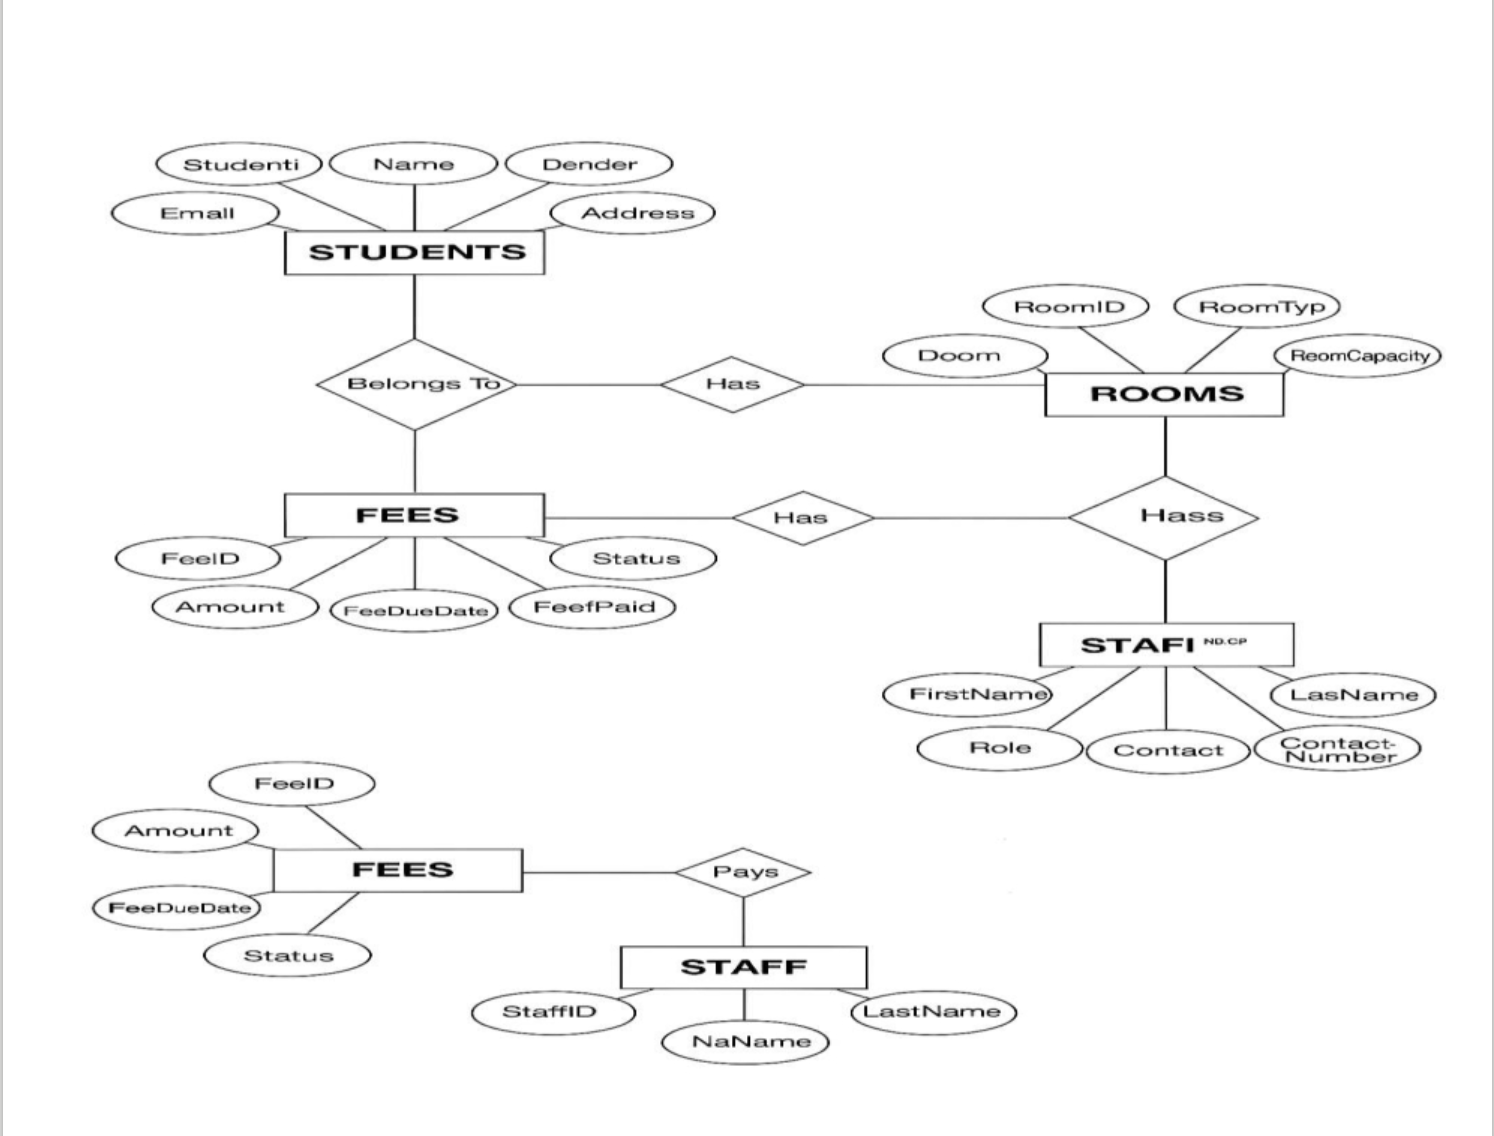 Studenti
Name
Dender
Emall
Address
STUDENTS
RoomID
RoomTyp
Doom
ReomCapacity
Belongs To
Has
ROOMS
FEES
Has
Hass
FeeID
Status
Amount
FeeDueDate
FeefPaid
STAFI ND.CP
FirstName
LasName
Role
Contact
Contact-
Number
FeeID
Amount
FEES
Pays
FeeDueDate
Status
STAFF
StaffID
LastName
NaName